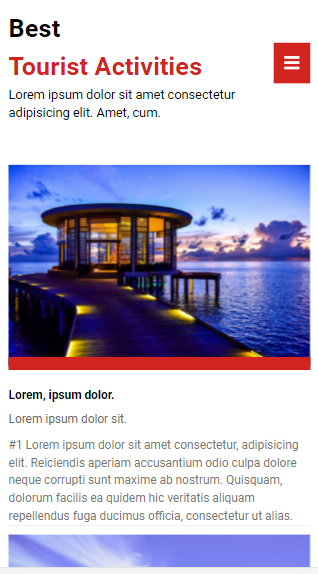 Best
Tourist Activities
Lorem ipsum dolor sit amet consectetur
adipisicing elit. Amet, cum.
Lorem, ipsum dolor.
Lorem ipsum dolor sit.
#1 Lorem ipsum dolor sit amet consectetur, adipisicing
elit. Reiciendis aperiam accusantium odio culpa dolore
neque corrupti sunt maxime ab nostrum. Quisquam,
dolorum facilis ea quidem hic veritatis aliquam
repellendus fuga ducimus officia, consectetur ut alias.